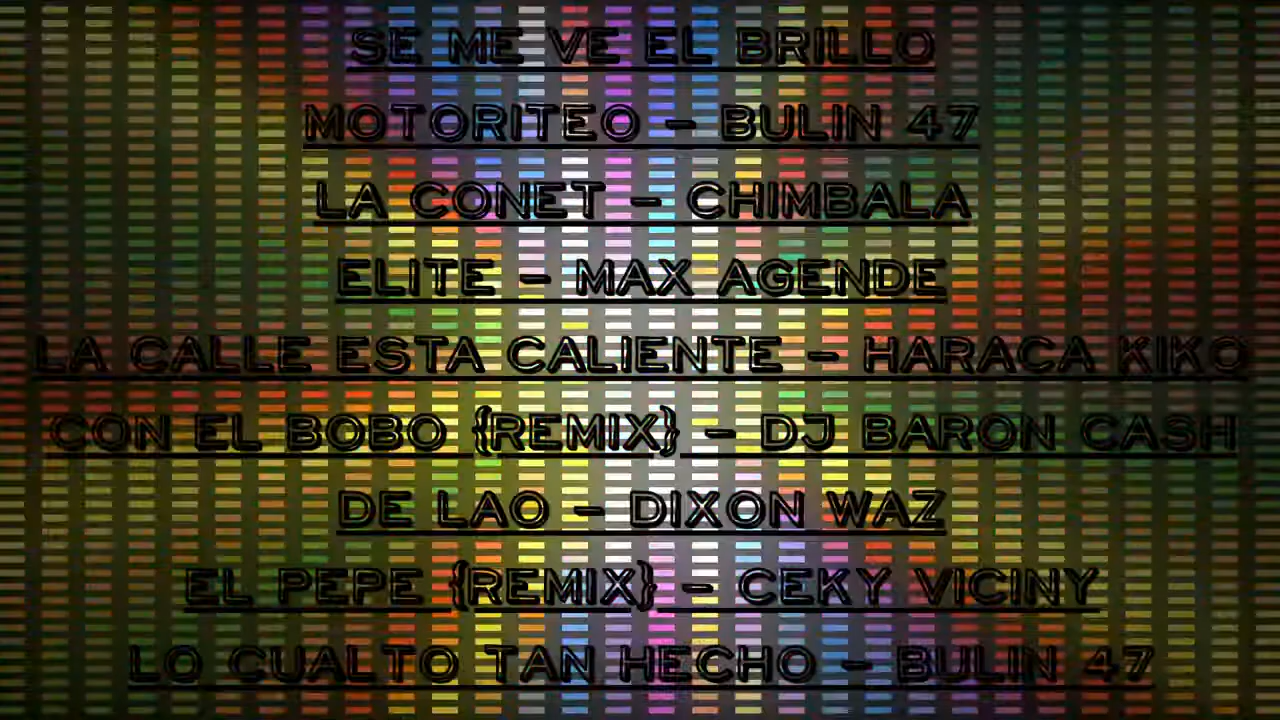 SE ME VE EL BRILLO
MOTORITEO - BULIN 47
LA CONET - CHIMBALA
ELITE - MAX AGENDE
LA CALLE ESTA CALIENTE - HARACA KIKO
CON EL BOBO {REMIX} - DJ BARON CASH
DE LAO - DIXON WAZ
EL PEPE {REMIX} - CEKY VICINY
LO CUALTO TAN HECHO - BULIN 47